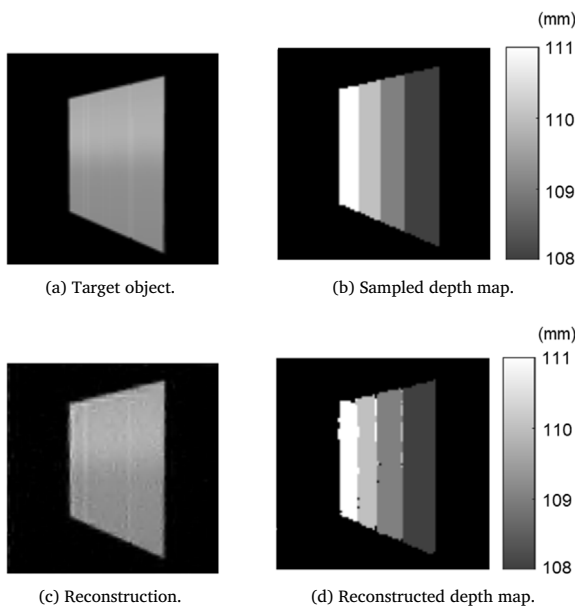 (mm)
111
110
109
108
(a) Target object.
(b) Sampled depth map.
(mm)
111
110
109
108
(c) Reconstruction.
(d) Reconstructed depth map.